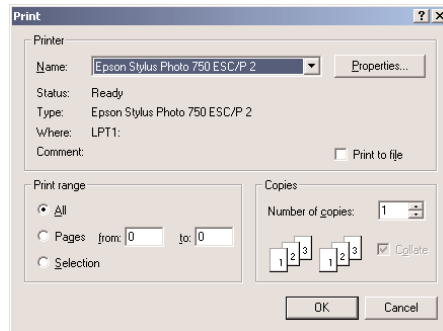 Print
Printer
Name: Epson Stylus Photo 750 ESC/P 2 Properties...
Status: Ready
Type: Epson Stylus Photo 750 ESC/P 2
Where: LPT1:
Comment: Print to file
Print range
All
Pages from: 0 to: 0
Selection
Copies
Number of copies: 1
1 2 3 1 2 3 Collate
OK Cancel